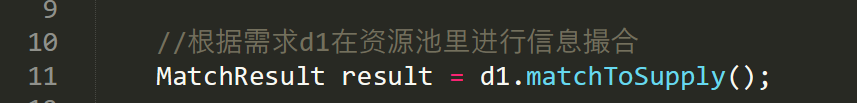 9
10 //根据需求d1在资源池里进行信息撮合
11 MatchResult result = d1.matchToSupply();